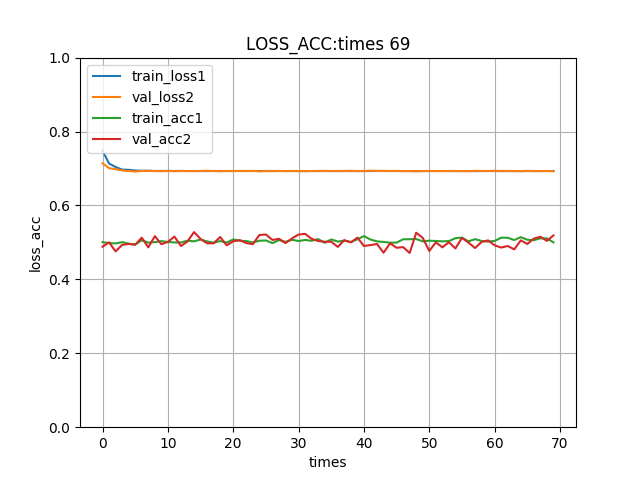 LOSS_ACC:times 69
1.0
0.8
0.6
0.4
0.2
0.0
loss_acc
train_loss1
val_loss2
train_acc1
val_acc2
0 10 20 30 40 50 60 70
times